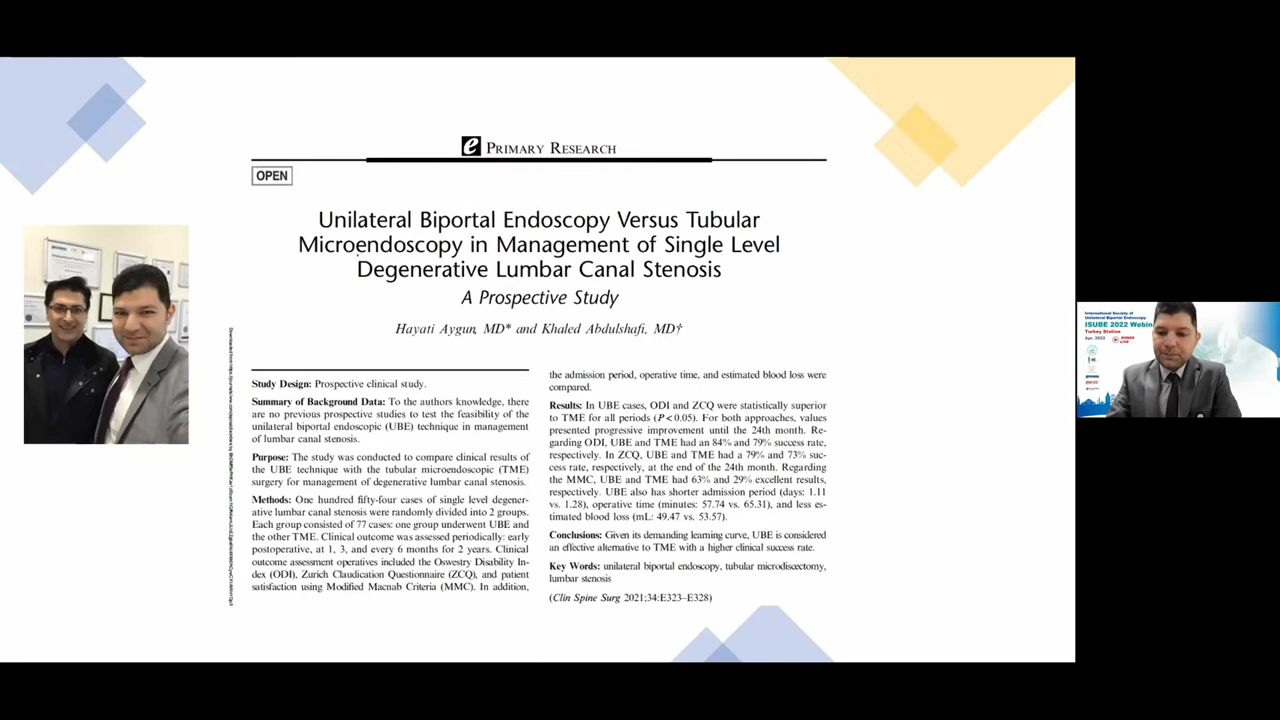 e PRIMARY RESEARCH
OPEN
Unilateral Biportal Endoscopy Versus Tubular
Microendoscopy in Management of Single Level
Degenerative Lumbar Canal Stenosis
A Prospective Study
Hayati Aygun, MD* and Khaled Abdulshafi, MD†
Study Design: Prospective clinical study.
Summary of Background Data: To the authors knowledge, there
are no previous prospective studies to test the feasibility of the
unilateral biportal endoscopic (UBE) technique in management
of lumbar canal stenosis.
Purpose: The study was conducted to compare clinical results of
the UBE technique with the tubular microendoscopic (TME)
surgery for management of degenerative lumbar canal stenosis.
Methods: One hundred fifty-four cases of single level degener-
ative lumbar canal stenosis were randomly divided into 2 groups.
Each group consisted of 77 cases: one group underwent UBE and
the other TME. Clinical outcome was assessed periodically: early
postoperative, at 1, 3, and every 6 months for 2 years. Clinical
outcome assessment operatives included the Oswestry Disability In-
dex (ODI), Zurich Claudication Questionnaire (ZCQ), and patient
satisfaction using Modified Macnab Criteria (MMC). In addition,
the admission period, operative time, and estimated blood loss were
compared.
Results: In UBE cases, ODI and ZCQ were statistically superior
to TME for all periods (P < 0.05). For both approaches, values
presented progressive improvement until the 24th month. Re-
garding ODI, UBE and TME had an 84% and 79% success rate,
respectively. In ZCQ, UBE and TME had a 79% and 73% suc-
cess rate, respectively, at the end of the 24th month. Regarding
the MMC, UBE and TME had 63% and 29% excellent results,
respectively. UBE also has shorter admission period (days: 1.11
vs. 1.28), operative time (minutes: 57.74 vs. 65.31), and less es-
timated blood loss (mL: 49.47 vs. 53.57).
Conclusions: Given its demanding learning curve, UBE is considered
an effective alternative to TME with a higher clinical success rate.
Key Words: unilateral biportal endoscopy, tubular microdiscectomy,
lumbar stenosis
(Clin Spine Surg 2021;34:E323–E328)
International Society of
Unilateral Biportal Endoscopy
ISUBE 2022 Webin
Turkey Station
Apr. 2022